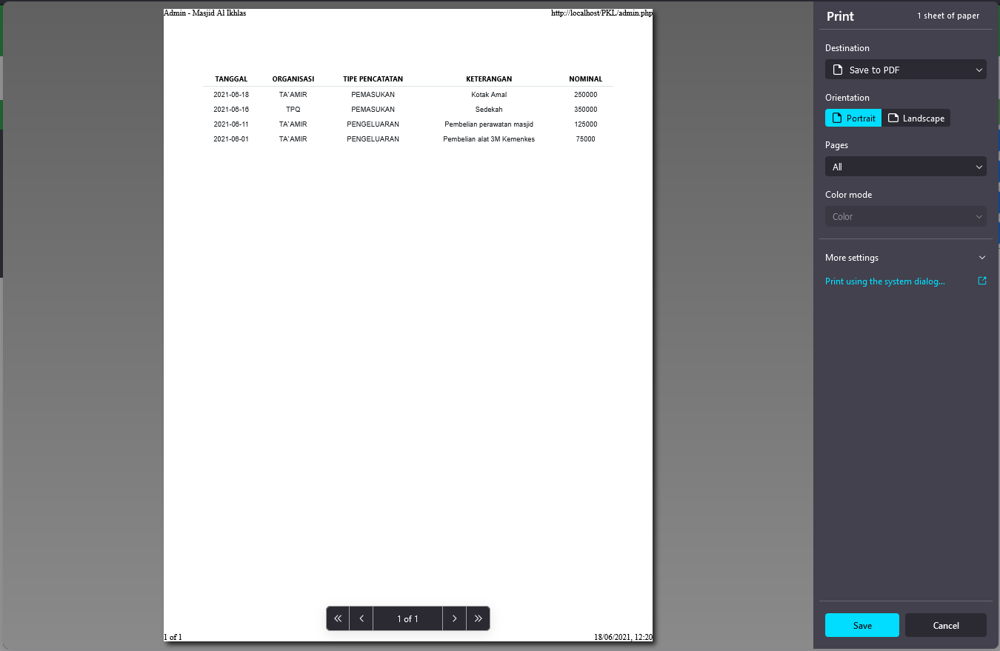 Admin - Masjid Al Ikhlas http://localhost/PKL/admin.php
TANGGAL ORGANISASI TIPE PENCATATAN KETERANGAN NOMINAL
2021-06-18 TA`AMIR PEMASUKAN Kotak Amal 250000
2021-06-16 TPQ PEMASUKAN Sedekah 350000
2021-06-11 TA`AMIR PENGELUARAN Pembelian perawatan masjid 125000
2021-06-01 TA`AMIR PENGELUARAN Pembelian alat 3M Kemenkes 75000
1 of 1
1 of 1 18/06/2021, 12:20
Print 1 sheet of paper
Destination
Save to PDF
Orientation
Portrait Landscape
Pages
All
Color mode
Color
More settings
Print using the system dialog...
Save Cancel